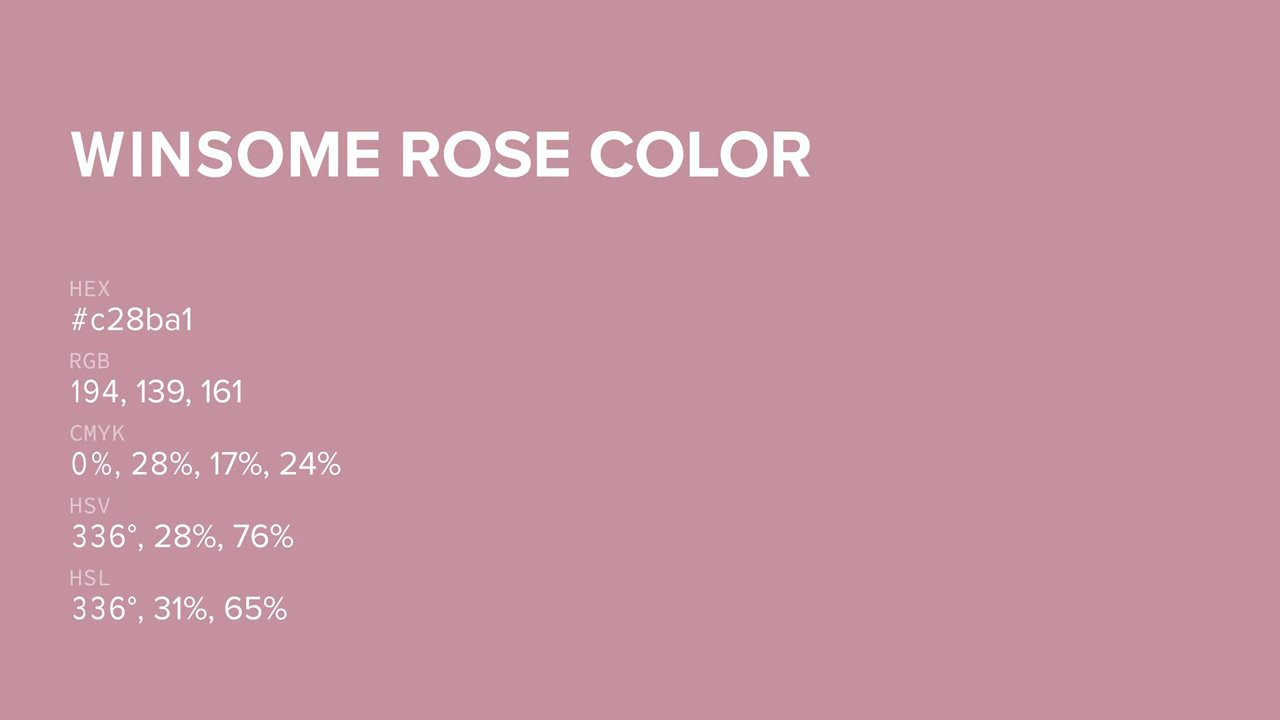 WINSOME ROSE COLOR
HEX
#c28ba1
RGB
194, 139, 161
CMYK
0%, 28%, 17%, 24%
HSV
336°, 28%, 76%
HSL
336°, 31%, 65%